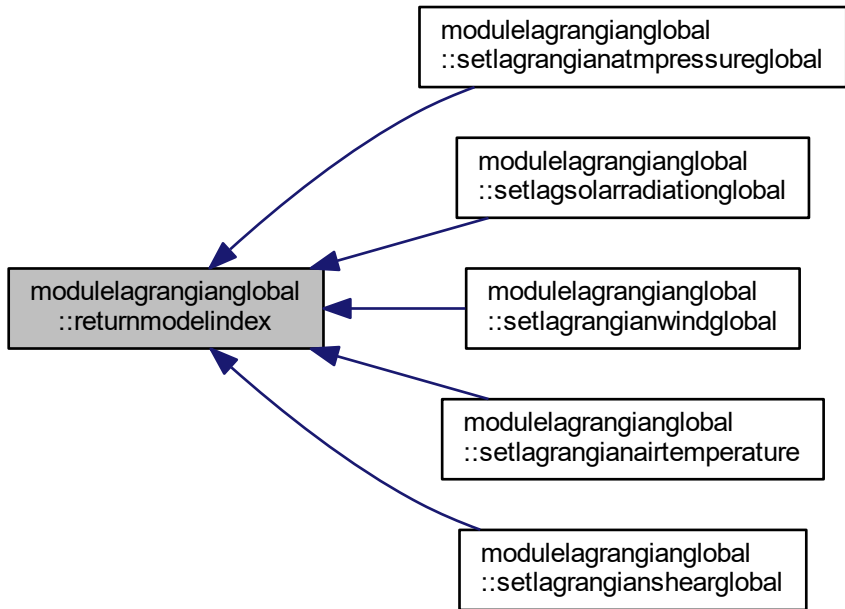 modulelagrangianglobal
::setlagrangianatmpressureglobal
modulelagrangianglobal
::setlagsolarradiationglobal
modulelagrangianglobal
::returnmodelindex
modulelagrangianglobal
::setlagrangianwindglobal
modulelagrangianglobal
::setlagrangianairtemperature
modulelagrangianglobal
::setlagrangianshearglobal